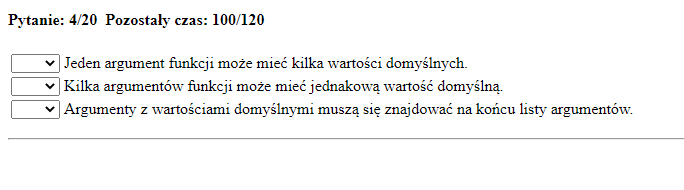 Pytanie: 4/20 Pozostały czas: 100/120
Jeden argument funkcji może mieć kilka wartości domyślnych.
Kilka argumentów funkcji może mieć jednakową wartość domyślną.
Argumenty z wartościami domyślnymi muszą się znajdować na końcu listy argumentów.